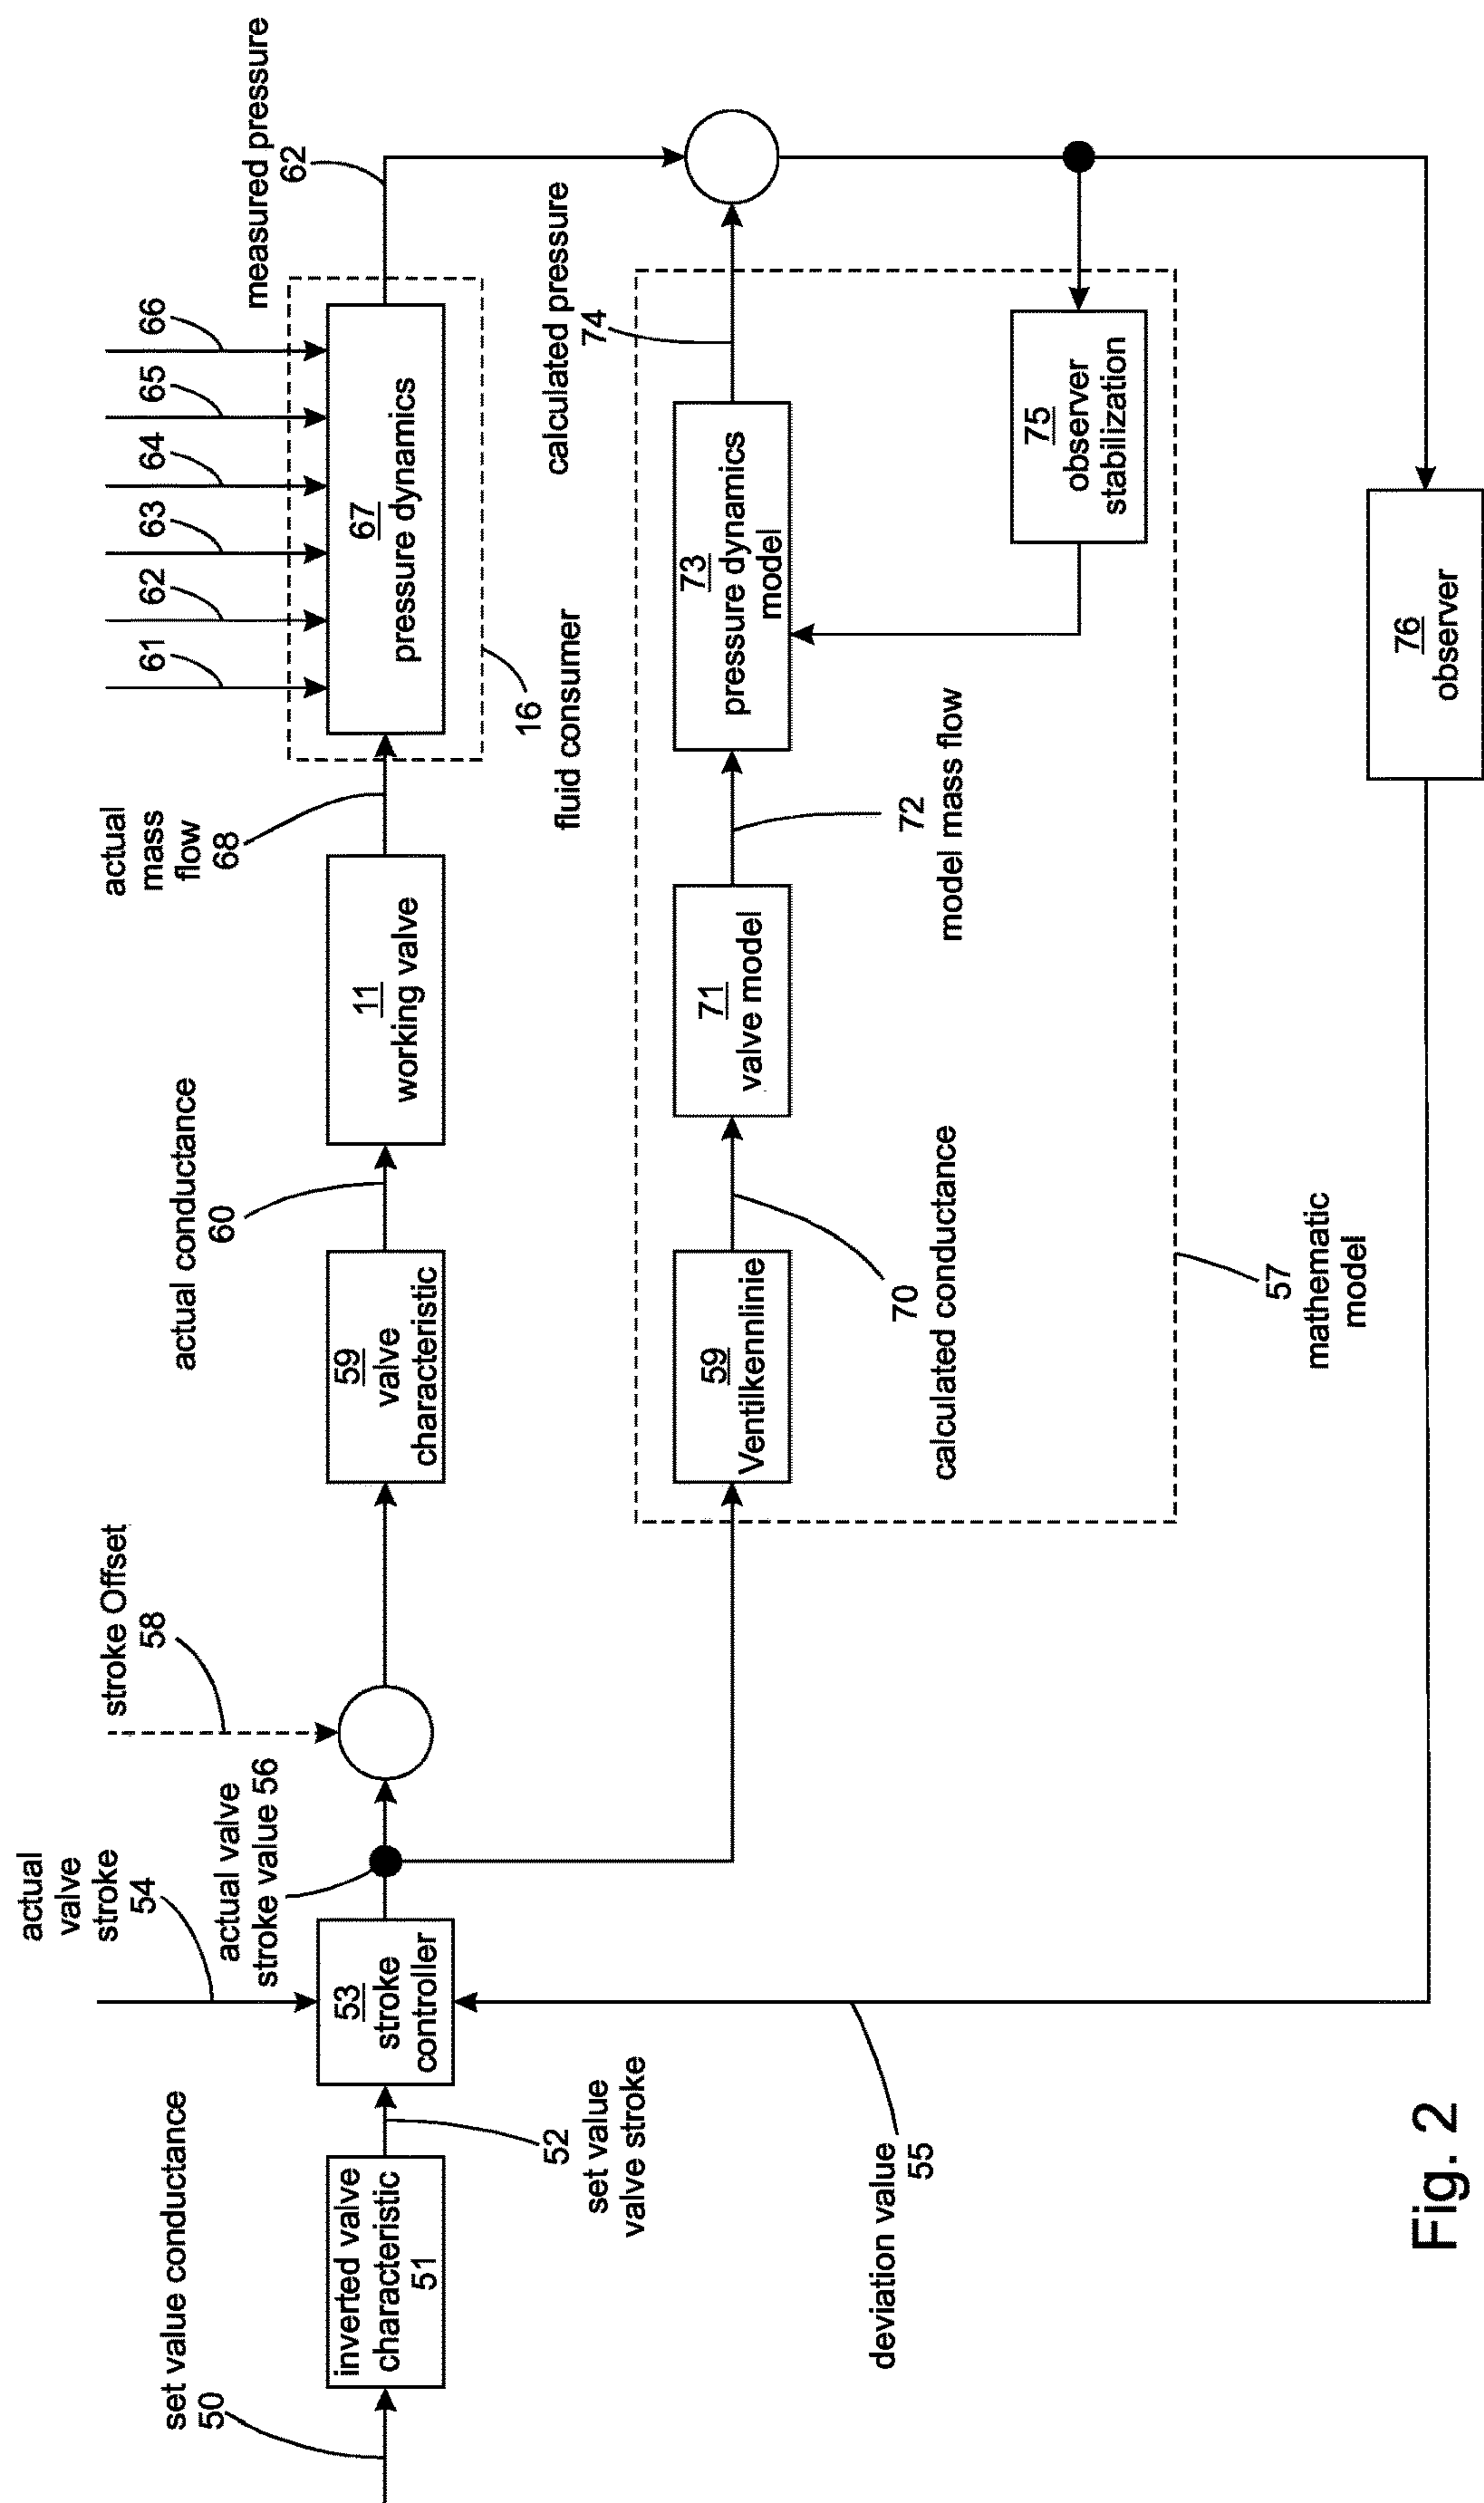 set value conductance
50
inverted valve
characteristic
51
52
set value
valve stroke
actual
valve
stroke
54
53
stroke
controller
actual valve
stroke value 56
deviation value
55
stroke Offset
58
59
valve
characteristic
actual conductance
60
11
working valve
actual
mass
flow
68
61
62
63
64
65
66
67
pressure dynamics
16
fluid consumer
measured pressure
62
59
Ventilkennlinie
70
calculated conductance
71
valve model
72
model mass flow
73
pressure dynamics
model
calculated pressure
74
75
observer
stabilization
57
mathematic
model
76
observer
Fig. 2